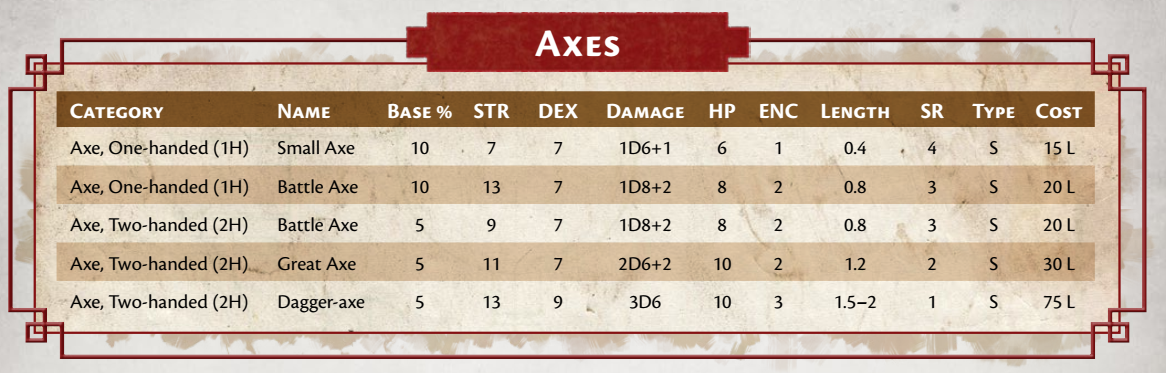 AXES
CATEGORY NAME BASE % STR DEX DAMAGE HP ENC LENGTH SR TYPE COST
Axe, One-handed (1H) Small Axe 10 7 7 1D6+1 6 1 0.4 4 S 15 L
Axe, One-handed (1H) Battle Axe 10 13 7 1D8+2 8 2 0.8 3 S 20 L
Axe, Two-handed (2H) Battle Axe 5 9 7 1D8+2 8 2 0.8 3 S 20 L
Axe, Two-handed (2H) Great Axe 5 11 7 2D6+2 10 2 1.2 2 S 30 L
Axe, Two-handed (2H) Dagger-axe 5 13 9 3D6 10 3 1.5–2 1 S 75 L